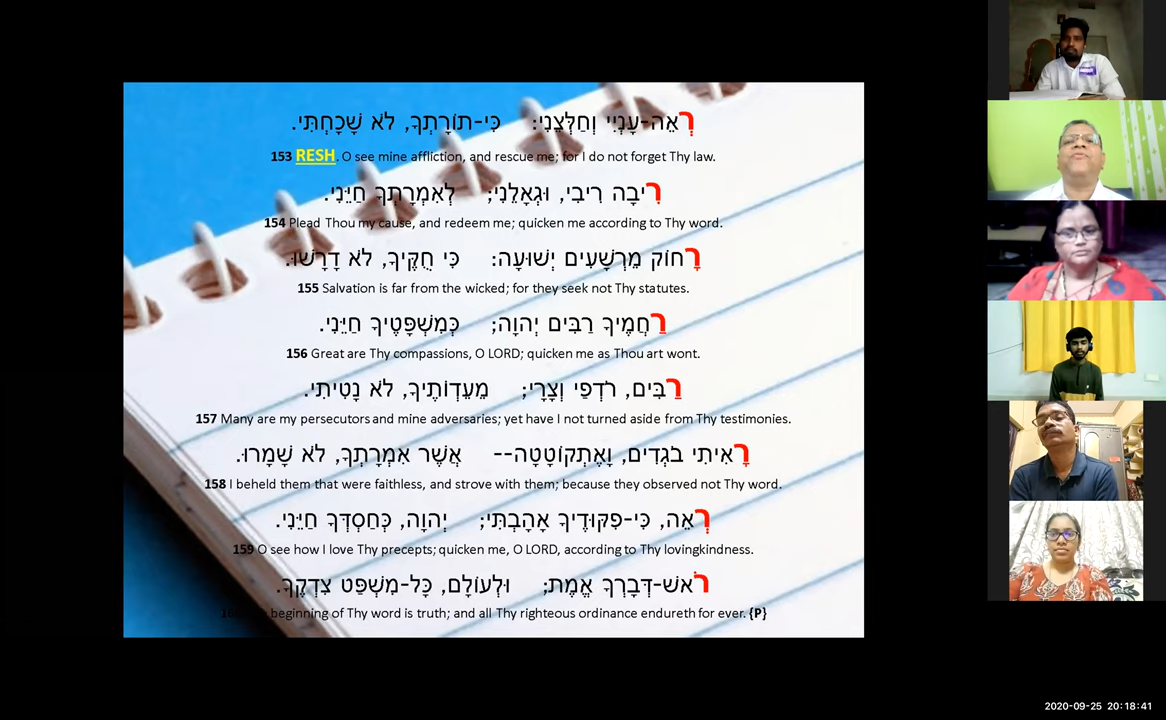 רְאֵה-עָנְיִי וְחַלְּצֵנִי: כִּי-תוֹרָתְךָ, לֹא שָׁכָחְתִּי.
153 RESH. O see mine affliction, and rescue me; for I do not forget Thy law.
רִיבָה רִיבִי, וּגְאָלֵנִי; לְאִמְרָתְךָ חַיֵּנִי.
154 Plead Thou my cause, and redeem me; quicken me according to Thy word.
רָחוֹק מֵרְשָׁעִים יְשׁוּעָה: כִּי חֻקֶּיךָ, לֹא דָרָשׁוּ.
155 Salvation is far from the wicked; for they seek not Thy statutes.
רַחֲמֶיךָ רַבִּים יְהוָה; כְּמִשְׁפָּטֶיךָ חַיֵּנִי.
156 Great are Thy compassions, O LORD; quicken me as Thou art wont.
רַבִּים, רֹדְפַי וְצָרָי; מֵעֵדְוֺתֶיךָ, לֹא נָטִיתִי.
157 Many are my persecutors and mine adversaries; yet have I not turned aside from Thy testimonies.
רָאִיתִי בֹגְדִים, וָאֶתְקוֹטָטָה-- אֲשֶׁר אִמְרָתְךָ, לֹא שָׁמָרוּ.
158 I beheld them that were faithless, and strove with them; because they observed not Thy word.
רְאֵה, כִּי-פִקּוּדֶיךָ אָהָבְתִּי; יְהוָה, כְּחַסְדְּךָ חַיֵּנִי.
159 O see how I love Thy precepts; quicken me, O LORD, according to Thy lovingkindness.
רֹאשׁ-דְּבָרְךָ אֱמֶת; וּלְעוֹלָם, כָּל-מִשְׁפַּט צִדְקֶךָ.
beginning of Thy word is truth; and all Thy righteous ordinance endureth for ever. {P}
2020-09-25 20:18:41